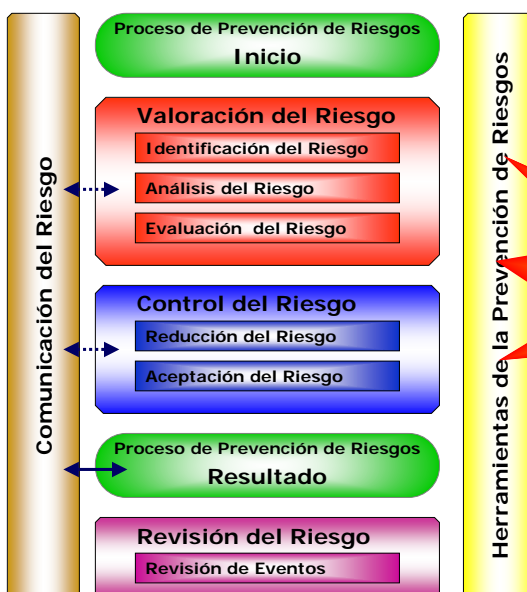 Proceso de Prevención de Riesgos
Inicio
Valoración del Riesgo
Identificación del Riesgo
Análisis del Riesgo
Evaluación del Riesgo
Control del Riesgo
Reducción del Riesgo
Aceptación del Riesgo
Proceso de Prevención de Riesgos
Resultado
Revisión del Riesgo
Revisión de Eventos
Comunicación del Riesgo
Herramientas de la Prevención de Riesgos